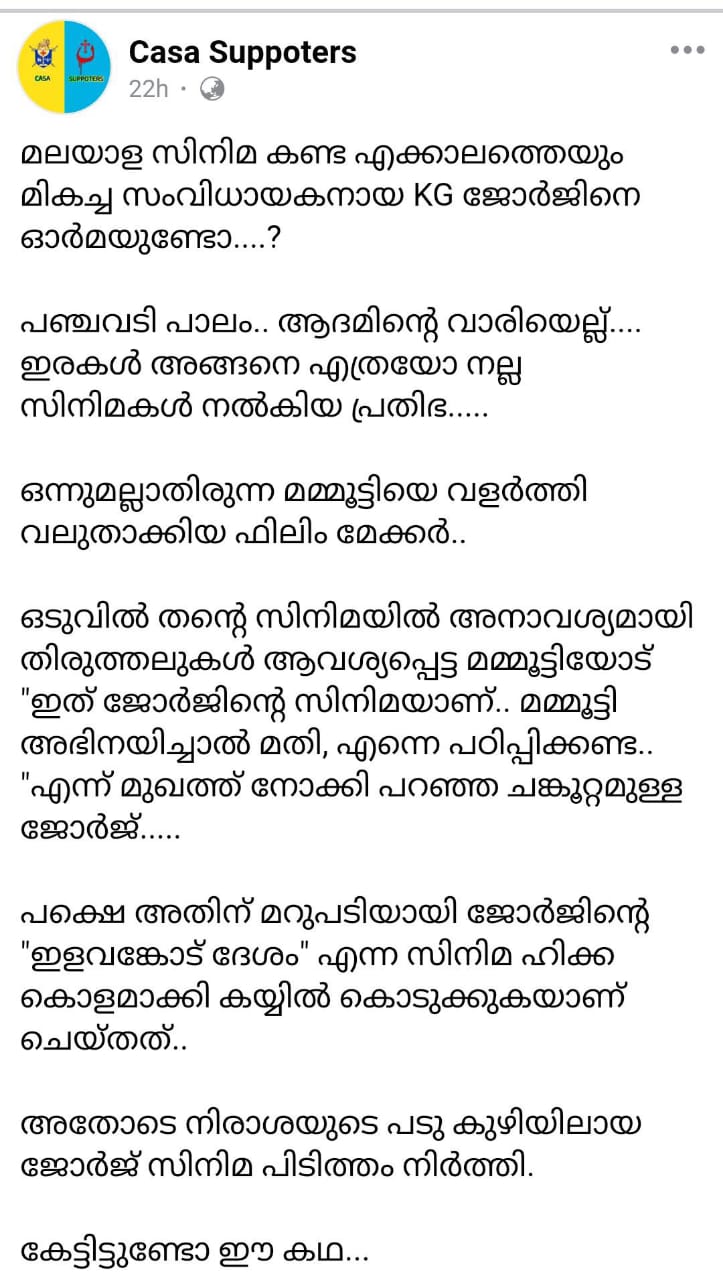 Casa Suppoters
22h ·
CASA
SUPPOTERS
മലയാള സിനിമ കണ്ട എക്കാലത്തെയും
മികച്ച സംവിധായകനായ KG ജോർജിനെ
ഓർമയുണ്ടോ....?
പഞ്ചവടി പാലം.. ആദമിന്റെ വാരിയെല്ല്....
ഇരകൾ അങ്ങനെ എത്രയോ നല്ല
സിനിമകൾ നൽകിയ പ്രതിഭ.....
ഒന്നുമല്ലാതിരുന്ന മമ്മൂട്ടിയെ വളർത്തി
വലുതാക്കിയ ഫിലിം മേക്കർ..
ഒടുവിൽ തന്റെ സിനിമയിൽ അനാവശ്യമായി
തിരുത്തലുകൾ ആവശ്യപ്പെട്ട മമ്മൂട്ടിയോട്
"ഇത് ജോർജിന്റെ സിനിമയാണ്.. മമ്മൂട്ടി
അഭിനയിച്ചാൽ മതി, എന്നെ പഠിപ്പിക്കണ്ട..
"എന്ന് മുഖത്ത് നോക്കി പറഞ്ഞ ചങ്കൂറ്റമുള്ള
ജോർജ്.....
പക്ഷെ അതിന് മറുപടിയായി ജോർജിന്റെ
"ഇളവങ്കോട് ദേശം" എന്ന സിനിമ ഹിക്ക
കൊളമാക്കി കയ്യിൽ കൊടുക്കുകയാണ്
ചെയ്തത്..
അതോടെ നിരാശയുടെ പടു കുഴിയിലായ
ജോർജ് സിനിമ പിടിത്തം നിർത്തി.
കേട്ടിട്ടുണ്ടോ ഈ കഥ...